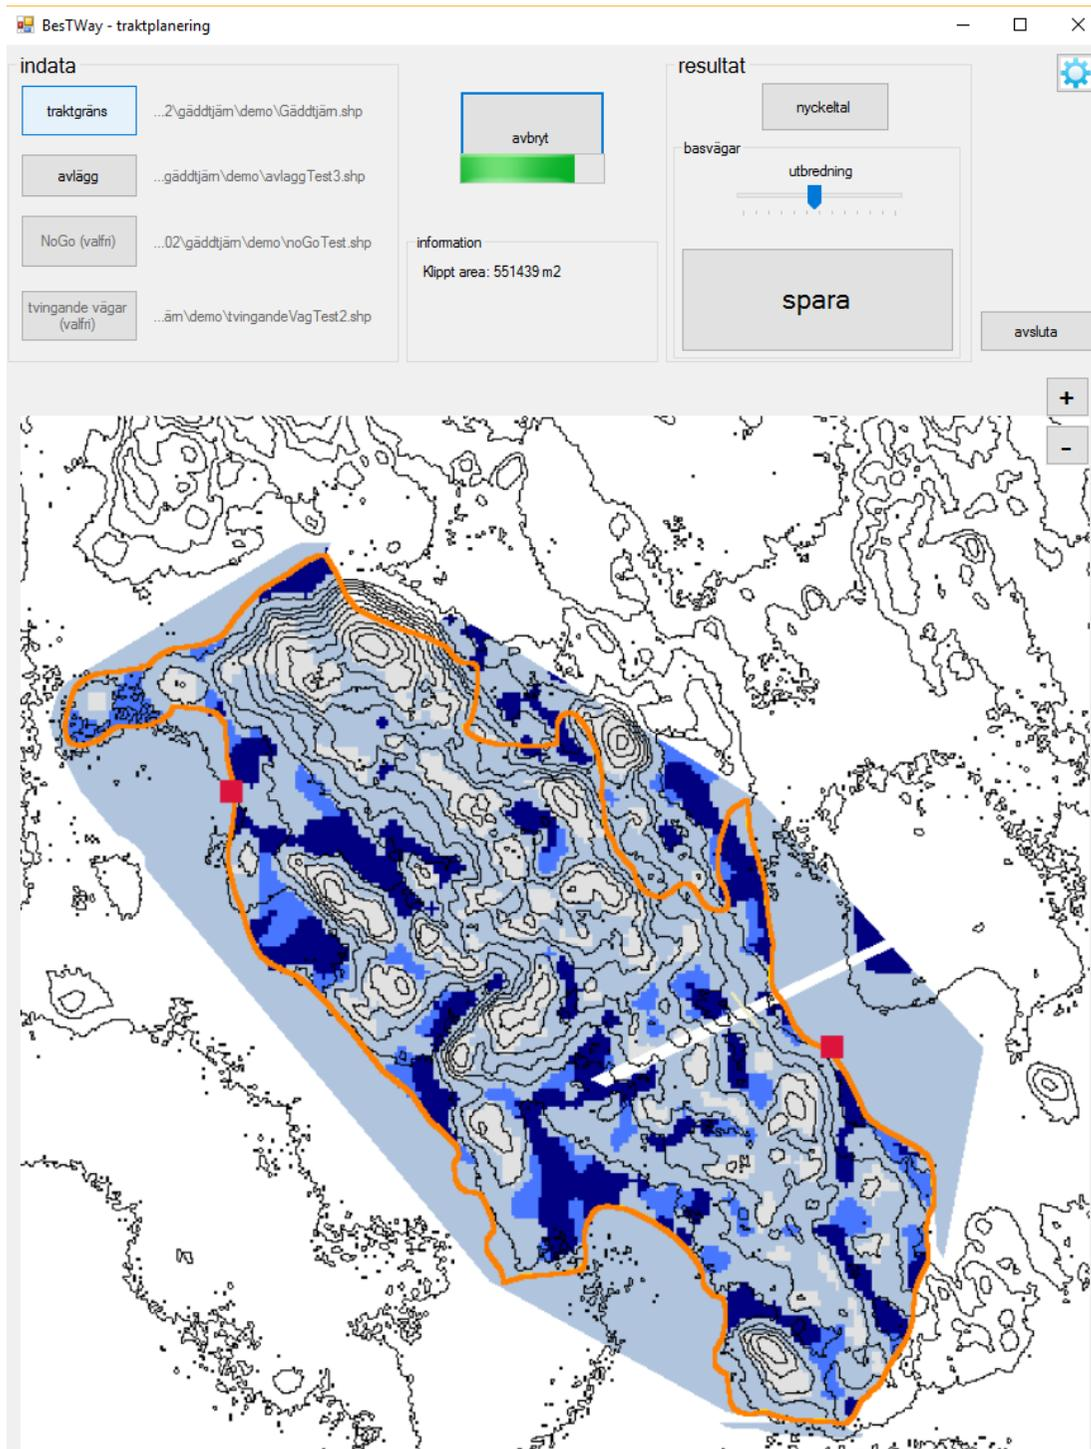 BesTWay - traktplanering
indata
traktgräns ...2\gäddtjärn\demo\Gäddtjärn.shp
avlägg ...gäddtjärn\demo\avlaggTest3.shp
NoGo (valfri) ...02\gäddtjärn\demo\noGoTest.shp
tvingande vägar
(valfri) ...ärn\demo\tvingandeVagTest2.shp
avbryt
information
Klippt area: 551439 m2
resultat
nyckeltal
basvägar
utbredning
spara
avsluta
+
-